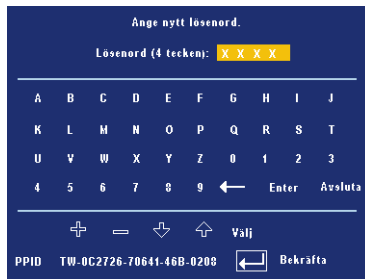 Ange nytt lösenord.
Lösenord (4 tecken): X X X X
A B C D E F G H I J
K L M N O P Q R S T
U V W X Y Z 0 1 2 3
4 5 6 7 8 9 ← Enter Avsluta
Välj
PPID TW-0C2726-70641-46B-0208 Bekräfta